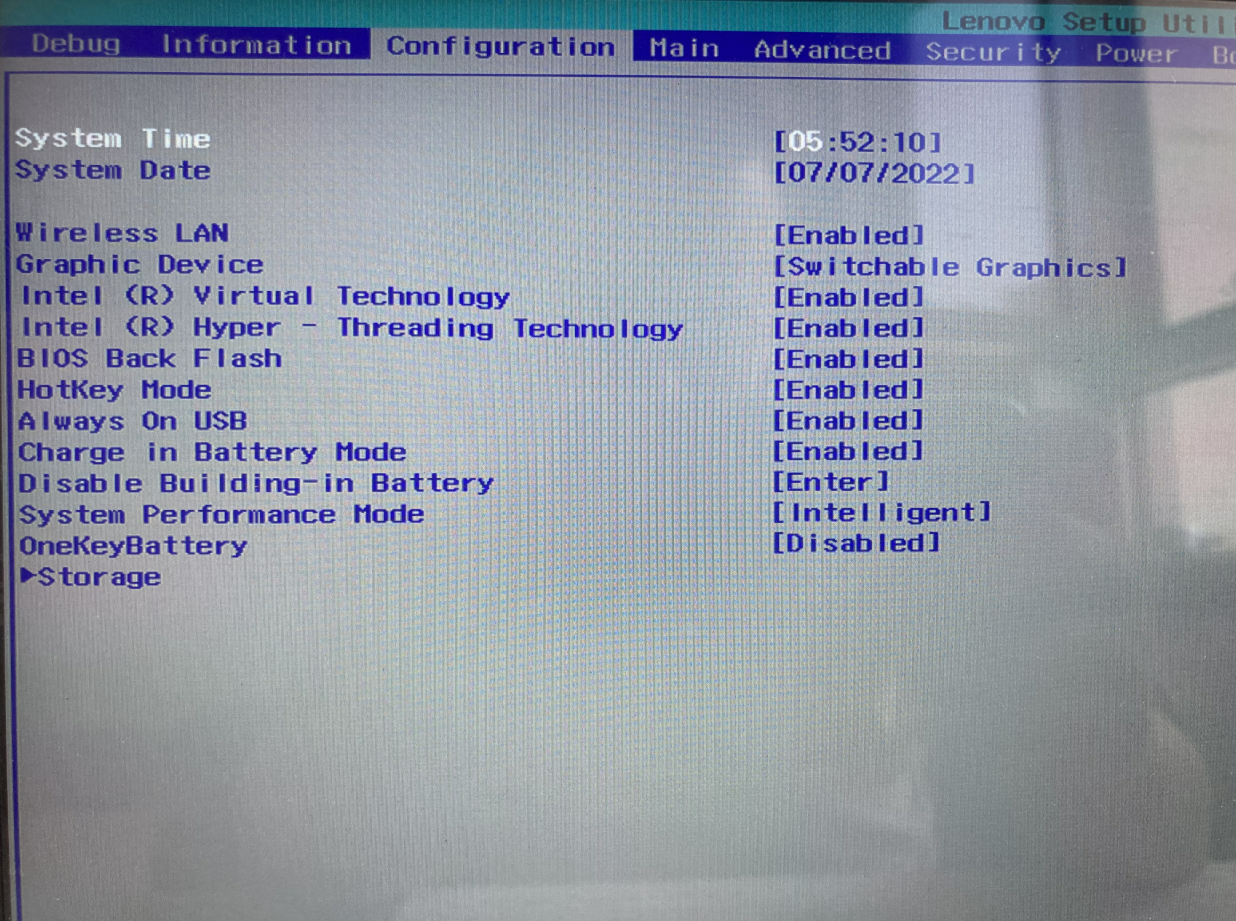 Lenovo Setup
Debug Information Configuration Main Advanced Security Power
System Time [05:52:10]
System Date [07/07/2022]
Wireless LAN [Enabled]
Graphic Device [Switchable Graphics]
Intel (R) Virtual Technology [Enabled]
Intel (R) Hyper - Threading Technology [Enabled]
BIOS Back Flash [Enabled]
HotKey Mode [Enabled]
Always On USB [Enabled]
Charge in Battery Mode [Enabled]
Disable Building-in Battery [Enter]
System Performance Mode [Intelligent]
OneKeyBattery [Disabled]
▶Storage